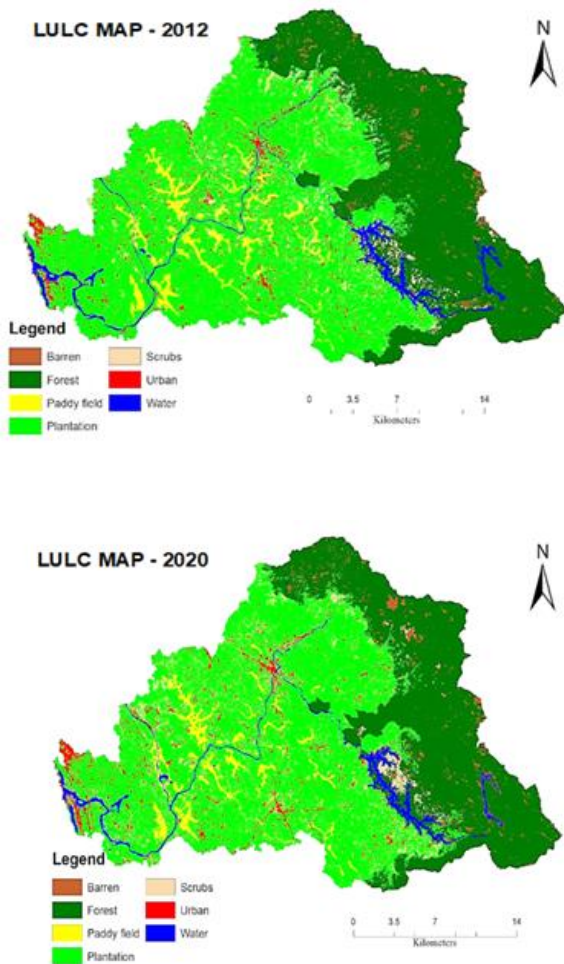 LULC MAP - 2012
N
Legend
Barren Scrubs
Forest Urban
Paddy field Water
Plantation
0 3.5 7 14
Kilometers
LULC MAP - 2020
N
Legend
Barren Scrubs
Forest Urban
Paddy field Water
Plantation
0 3.5 7 14
Kilometers